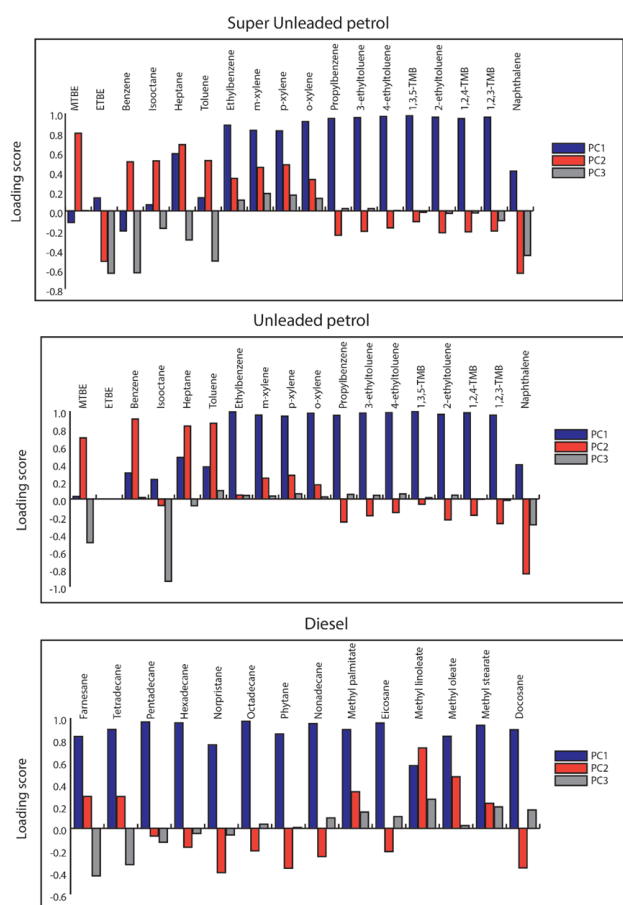 Super Unleaded petrol
MTBE
ETBE
Benzene
Isooctane
Heptane
Toluene
Ethylbenzene
m-xylene
p-xylene
o-xylene
Propylbenzene
3-ethyltoluene
4-ethyltoluene
1,3,5-TMB
2-ethyltoluene
1,2,4-TMB
1,2,3-TMB
Naphthalene
Loading score
1.0
0.8
0.6
0.4
0.2
0.0
-0.2
-0.4
-0.6
-0.8
PC1
PC2
PC3
Unleaded petrol
MTBE
ETBE
Benzene
Isooctane
Heptane
Toluene
Ethylbenzene
m-xylene
p-xylene
o-xylene
Propylbenzene
3-ethyltoluene
4-ethyltoluene
1,3,5-TMB
2-ethyltoluene
1,2,4-TMB
1,2,3-TMB
Naphthalene
Loading score
1.0
0.8
0.6
0.4
0.2
0.0
-0.2
-0.4
-0.6
-0.8
-1.0
PC1
PC2
PC3
Diesel
Farnesane
Tetradecane
Pentadecane
Hexadecane
Norpristane
Octadecane
Phytane
Nonadecane
Methyl palmitate
Eicosane
Methyl linoleate
Methyl oleate
Methyl stearate
Docosane
Loading score
1.0
0.8
0.6
0.4
0.2
0.0
-0.2
-0.4
-0.6
PC1
PC2
PC3